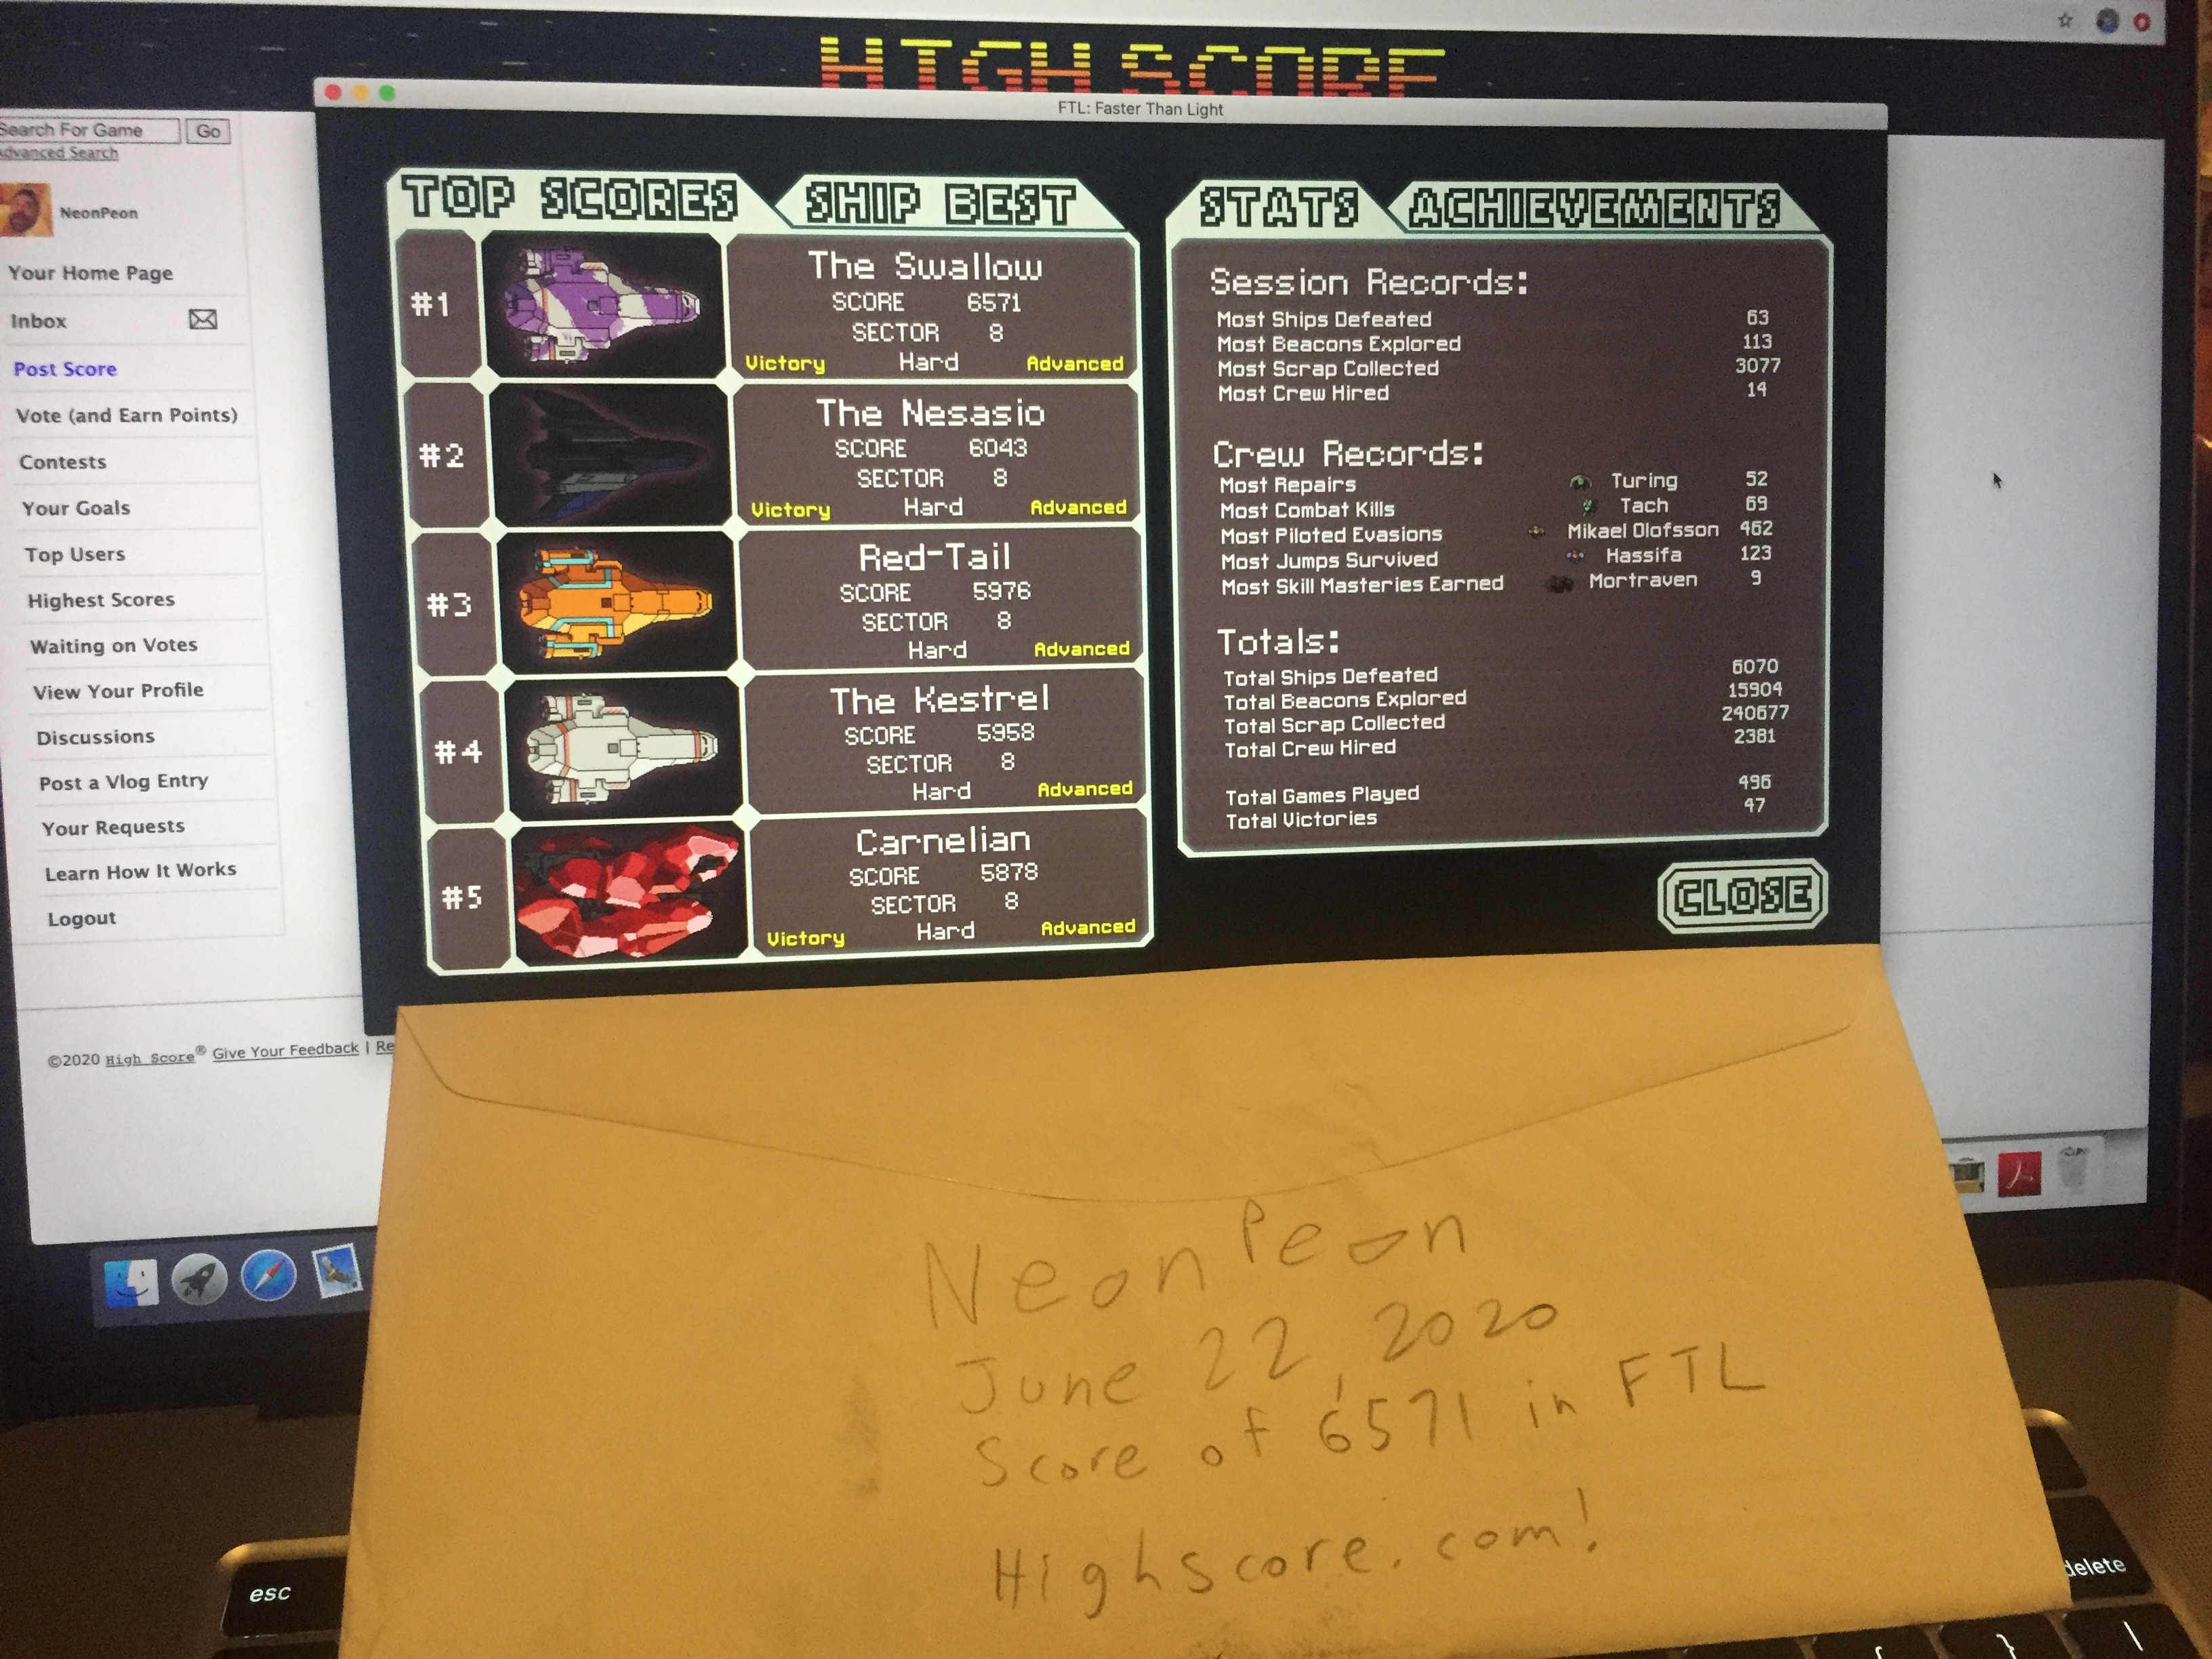 HIGH SCORE
FTL: Faster Than Light
Search For Game
Go
Advanced Search
NeonPeon
Your Home Page
Inbox
Post Score
Vote (and Earn Points)
Contests
Your Goals
Top Users
Highest Scores
Waiting on Votes
View Your Profile
Discussions
Post a Vlog Entry
Your Requests
Learn How It Works
Logout
©2020 High Score® Give Your Feedback |
TOP SCORES SHIP BEST
#1
The Swallow
SCORE 6571
SECTOR 8
Victory Hard Advanced
#2
The Nesasio
SCORE 6043
SECTOR 8
Victory Hard Advanced
#3
Red-Tail
SCORE 5976
SECTOR 8
Hard Advanced
#4
The Kestrel
SCORE 5958
SECTOR 8
Hard Advanced
#5
Carnelian
SCORE 5878
SECTOR 8
Victory Hard Advanced
STATS ACHIEVEMENTS
Session Records:
Most Ships Defeated 63
Most Beacons Explored 113
Most Scrap Collected 3077
Most Crew Hired 14
Crew Records:
Most Repairs Turing 52
Most Combat Kills Tach 69
Most Piloted Evasions Mikael Olofsson 462
Most Jumps Survived Hassifa 123
Most Skill Masteries Earned Mortraven 9
Totals:
Total Ships Defeated 6070
Total Beacons Explored 15904
Total Scrap Collected 240677
Total Crew Hired 2381
Total Games Played 496
Total Victories 47
CLOSE
NeonPeon
June 22, 2020
Score of 6571 in FTL
Highscore.com!
esc
delete
{
}
\